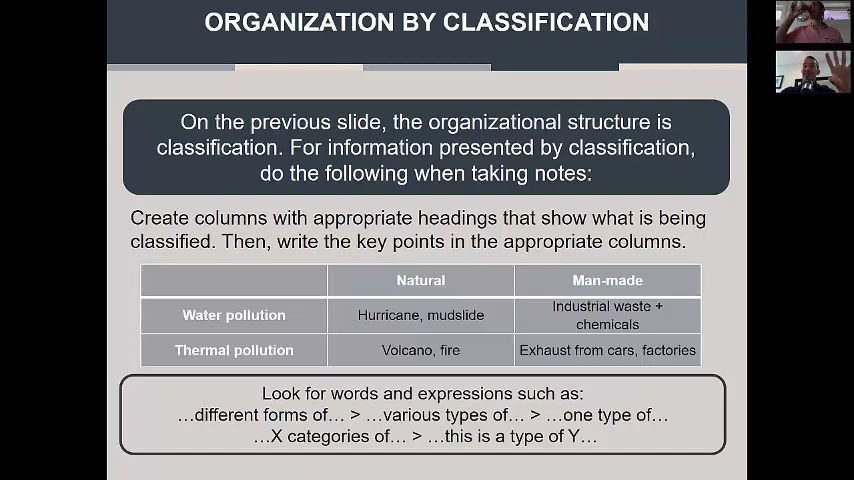 ORGANIZATION BY CLASSIFICATION
On the previous slide, the organizational structure is
classification. For information presented by classification,
do the following when taking notes:
Create columns with appropriate headings that show what is being
classified. Then, write the key points in the appropriate columns.
Natural Man-made
Water pollution Hurricane, mudslide Industrial waste +
chemicals
Thermal pollution Volcano, fire Exhaust from cars, factories
Look for words and expressions such as:
…different forms of… > …various types of… > …one type of…
…X categories of… > …this is a type of Y…